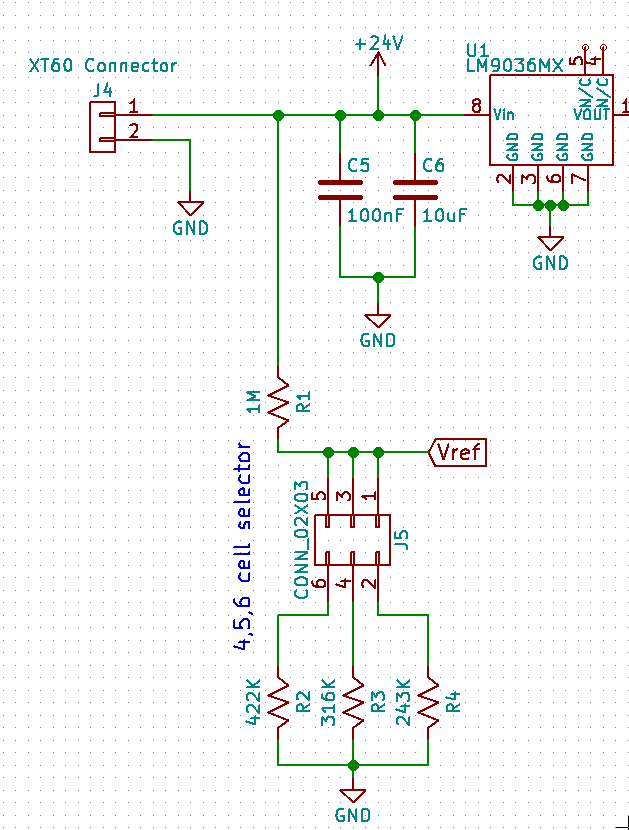 +24V
XT60 Connector
J4
1
2
GND
C5
100nF
C6
10uF
GND
U1
LM9036MX
5
4
N/C
N/C
8
Vin
VOUT
1
GND
GND
GND
GND
2
3
6
7
GND
1M
R1
Vref
4,5,6 cell selector
CONN_02X03
5
3
1
J5
6
4
2
422K
R2
316K
R3
243K
R4
GND